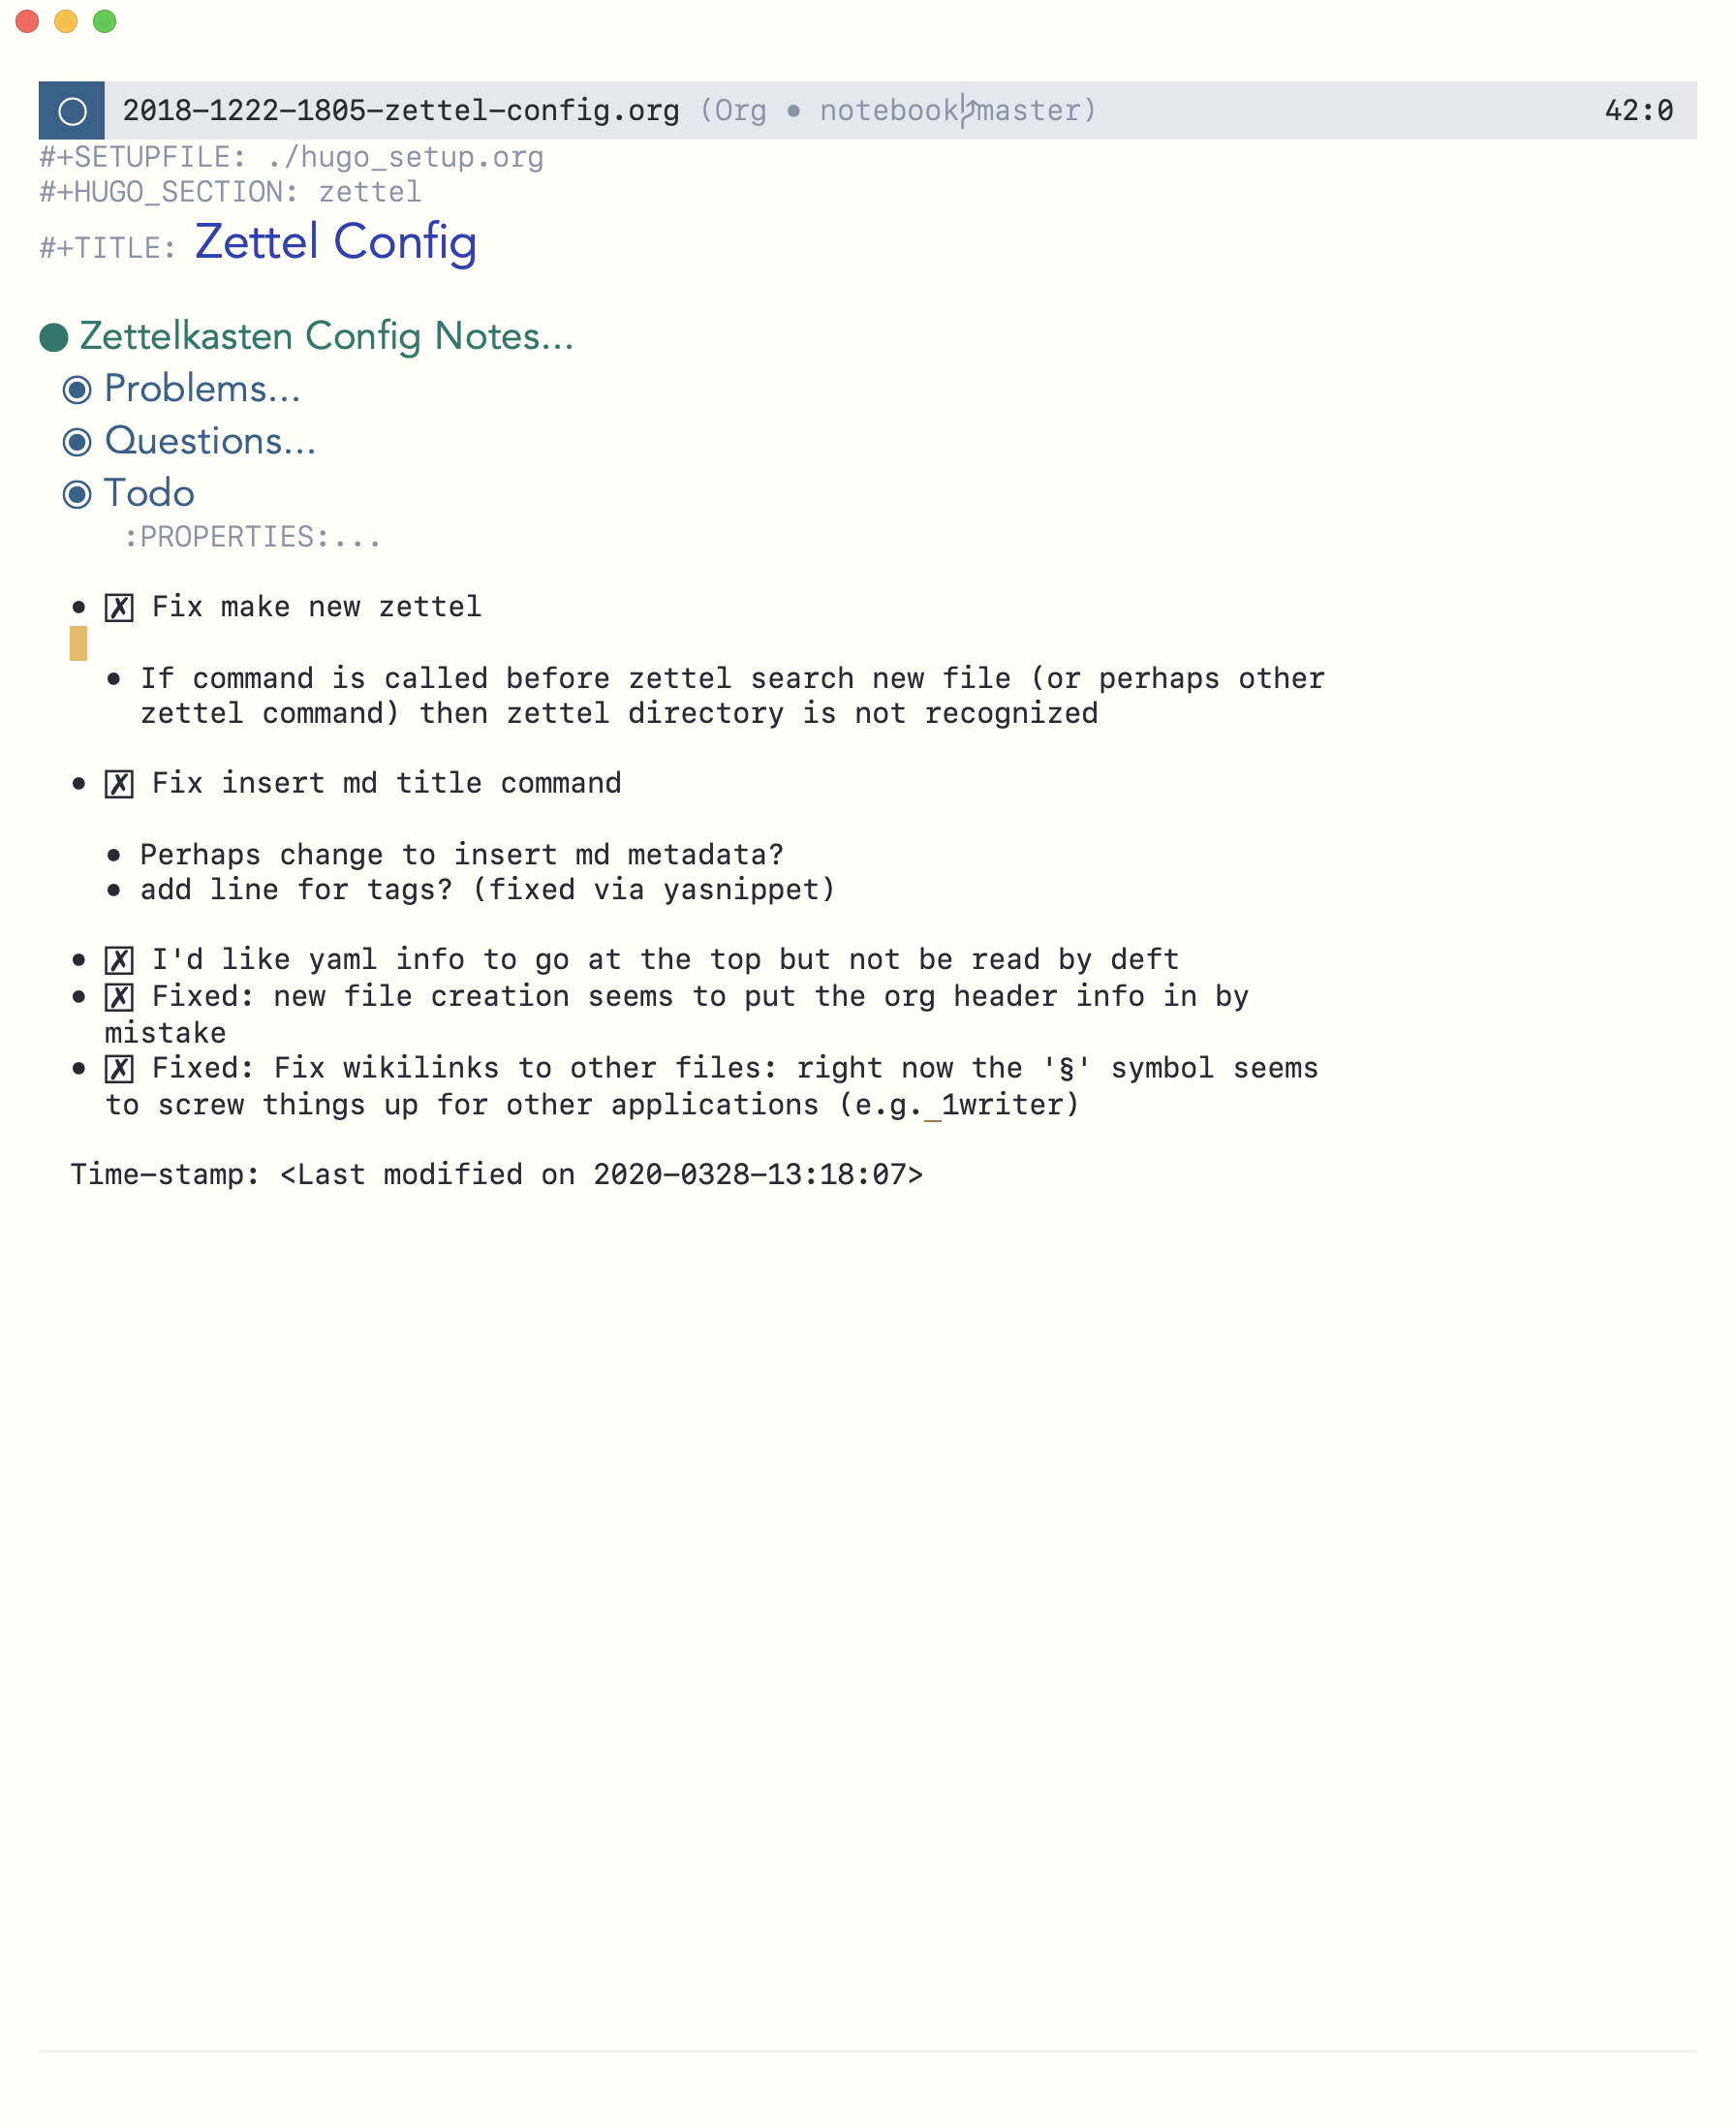 2018-1222-1805-zettel-config.org (Org • notebook master) 42:0
#+SETUPFILE: ./hugo_setup.org
#+HUGO_SECTION: zettel
#+TITLE: Zettel Config
● Zettelkasten Config Notes...
◉ Problems...
◉ Questions...
◉ Todo
:PROPERTIES:...
• ☒ Fix make new zettel
• If command is called before zettel search new file (or perhaps other
zettel command) then zettel directory is not recognized
• ☒ Fix insert md title command
• Perhaps change to insert md metadata?
• add line for tags? (fixed via yasnippet)
• ☒ I'd like yaml info to go at the top but not be read by deft
• ☒ Fixed: new file creation seems to put the org header info in by
mistake
• ☒ Fixed: Fix wikilinks to other files: right now the '§' symbol seems
to screw things up for other applications (e.g._1writer)
Time-stamp: <Last modified on 2020-0328-13:18:07>